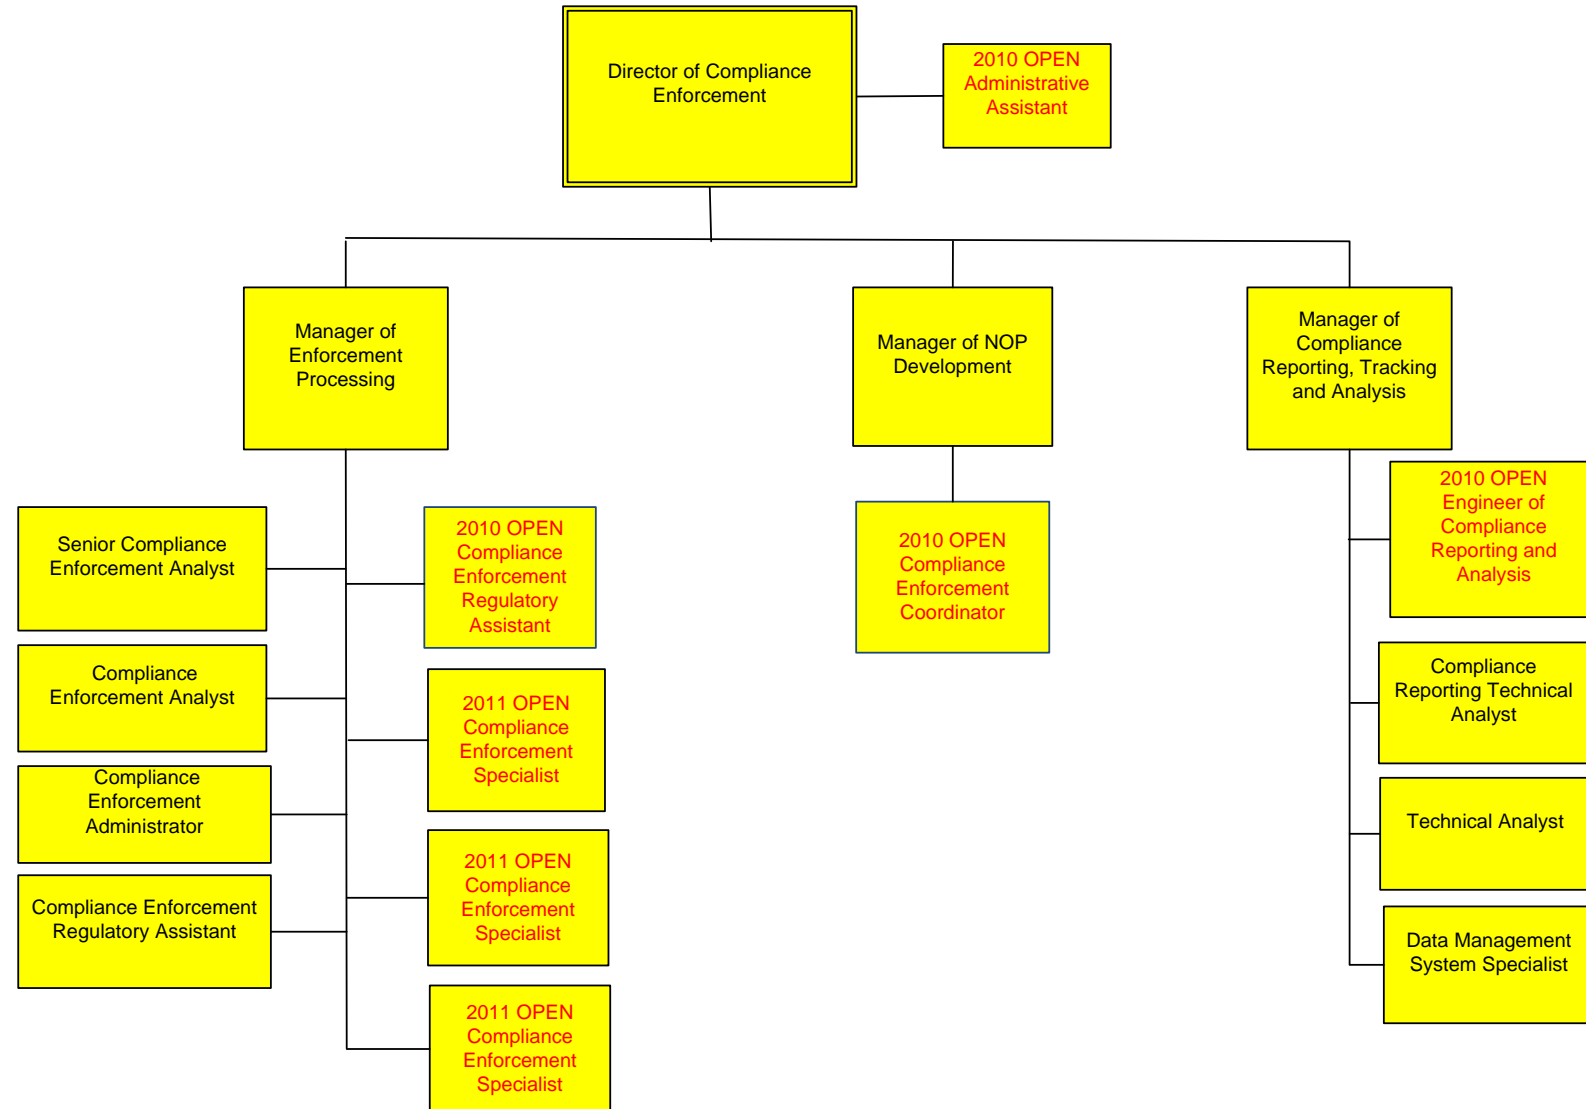 Director of Compliance
Enforcement
2010 OPEN
Administrative
Assistant
Manager of
Enforcement
Processing
Manager of NOP
Development
Manager of
Compliance
Reporting, Tracking
and Analysis
Senior Compliance
Enforcement Analyst
Compliance
Enforcement Analyst
Compliance
Enforcement
Administrator
Compliance Enforcement
Regulatory Assistant
2010 OPEN
Compliance
Enforcement
Regulatory
Assistant
2011 OPEN
Compliance
Enforcement
Specialist
2011 OPEN
Compliance
Enforcement
Specialist
2011 OPEN
Compliance
Enforcement
Specialist
2010 OPEN
Compliance
Enforcement
Coordinator
2010 OPEN
Engineer of
Compliance
Reporting and
Analysis
Compliance
Reporting Technical
Analyst
Technical Analyst
Data Management
System Specialist